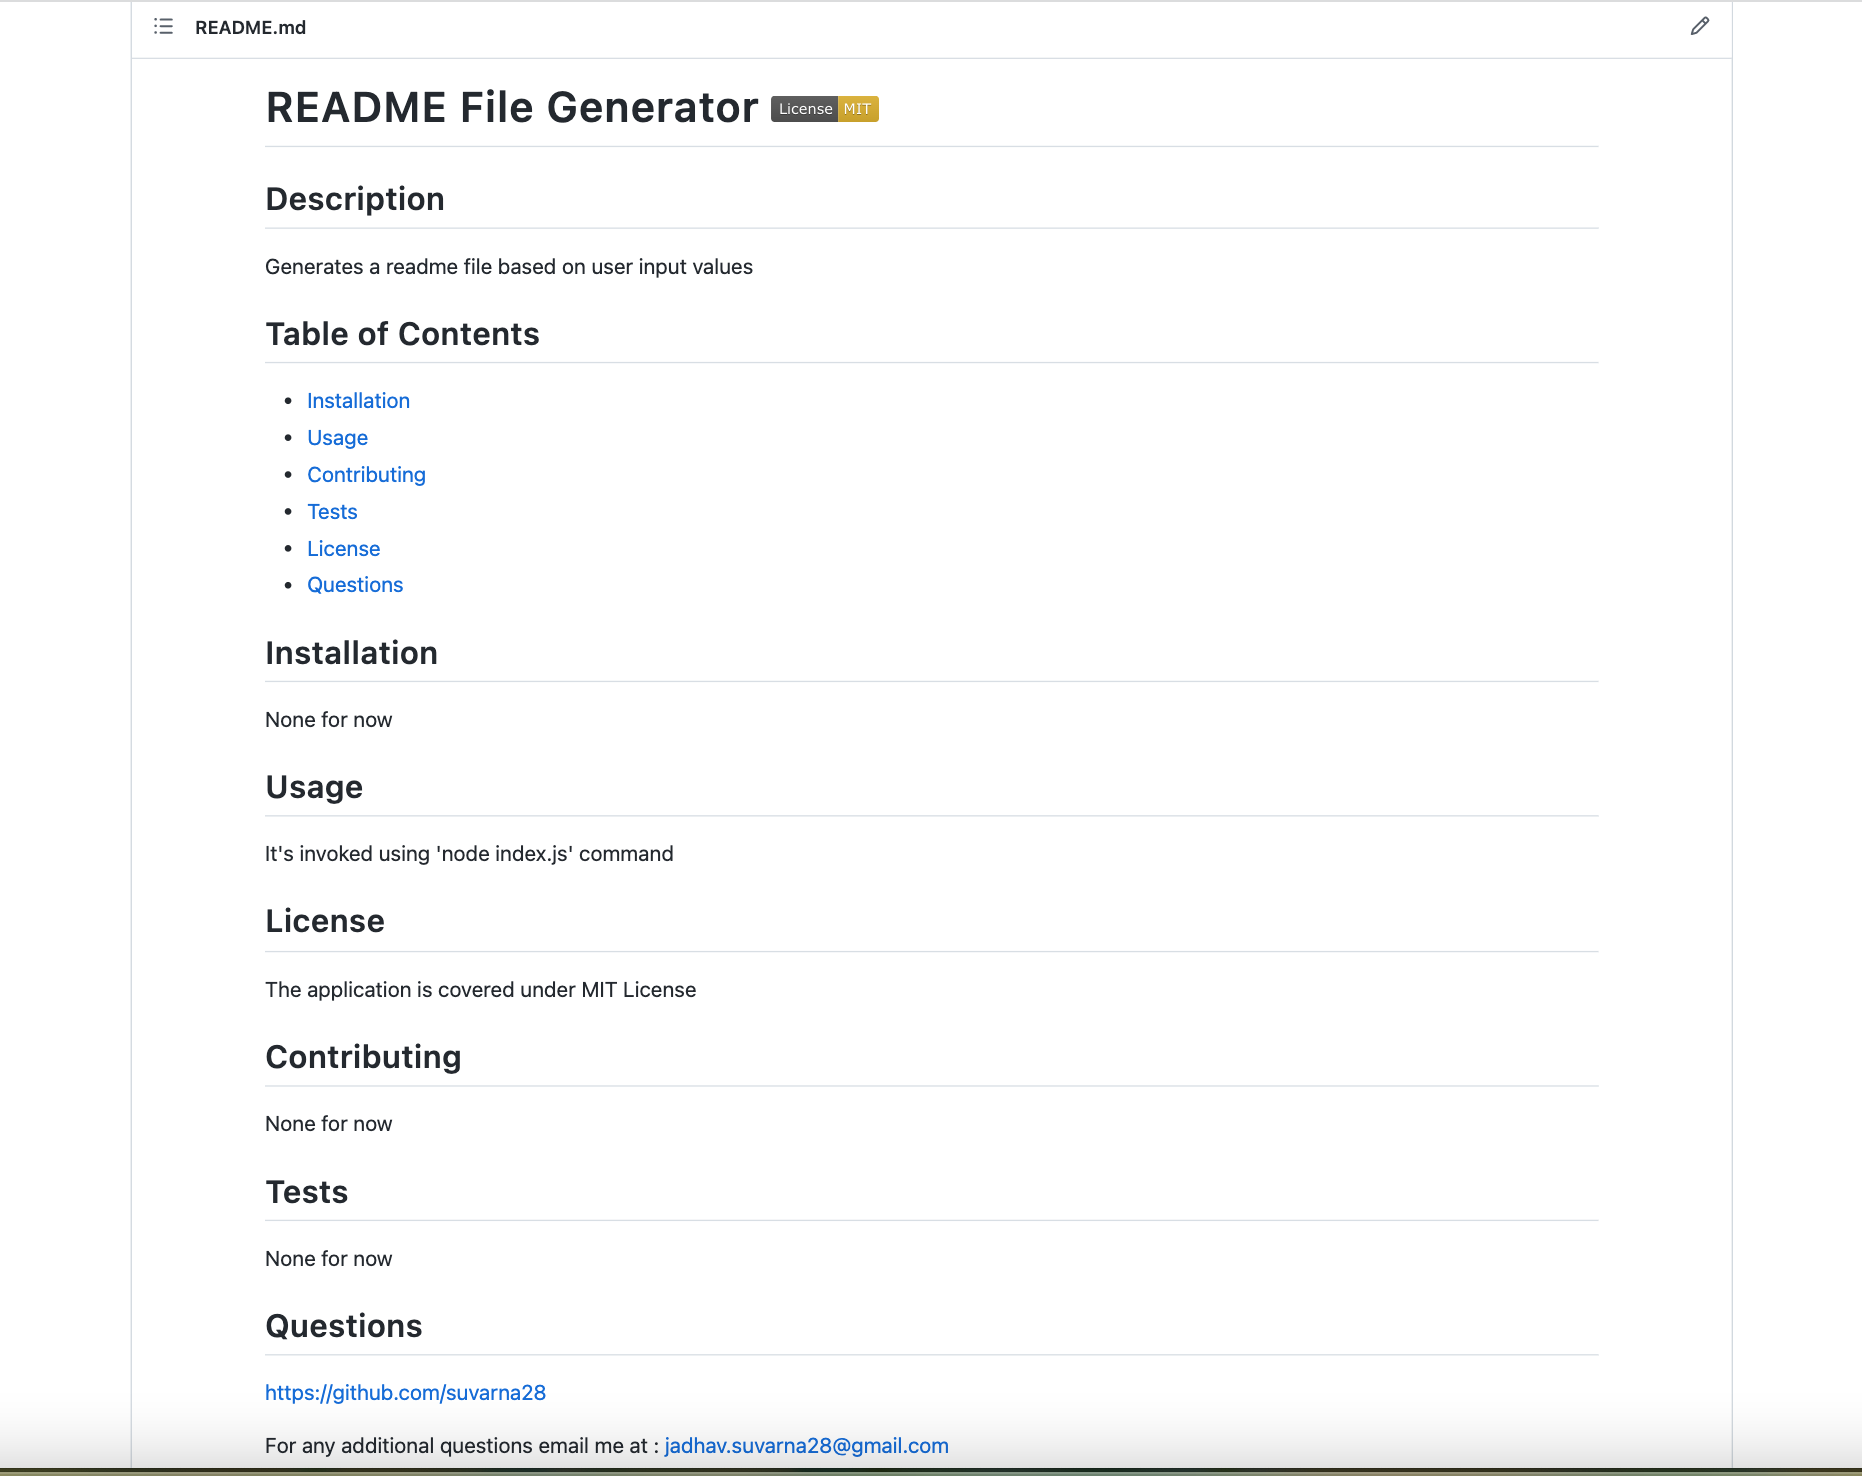 README.md
README File Generator License MIT
Description
Generates a readme file based on user input values
Table of Contents
• Installation
• Usage
• Contributing
• Tests
• License
• Questions
Installation
None for now
Usage
It's invoked using 'node index.js' command
License
The application is covered under MIT License
Contributing
None for now
Tests
None for now
Questions
https://github.com/suvarna28
For any additional questions email me at : jadhav.suvarna28@gmail.com